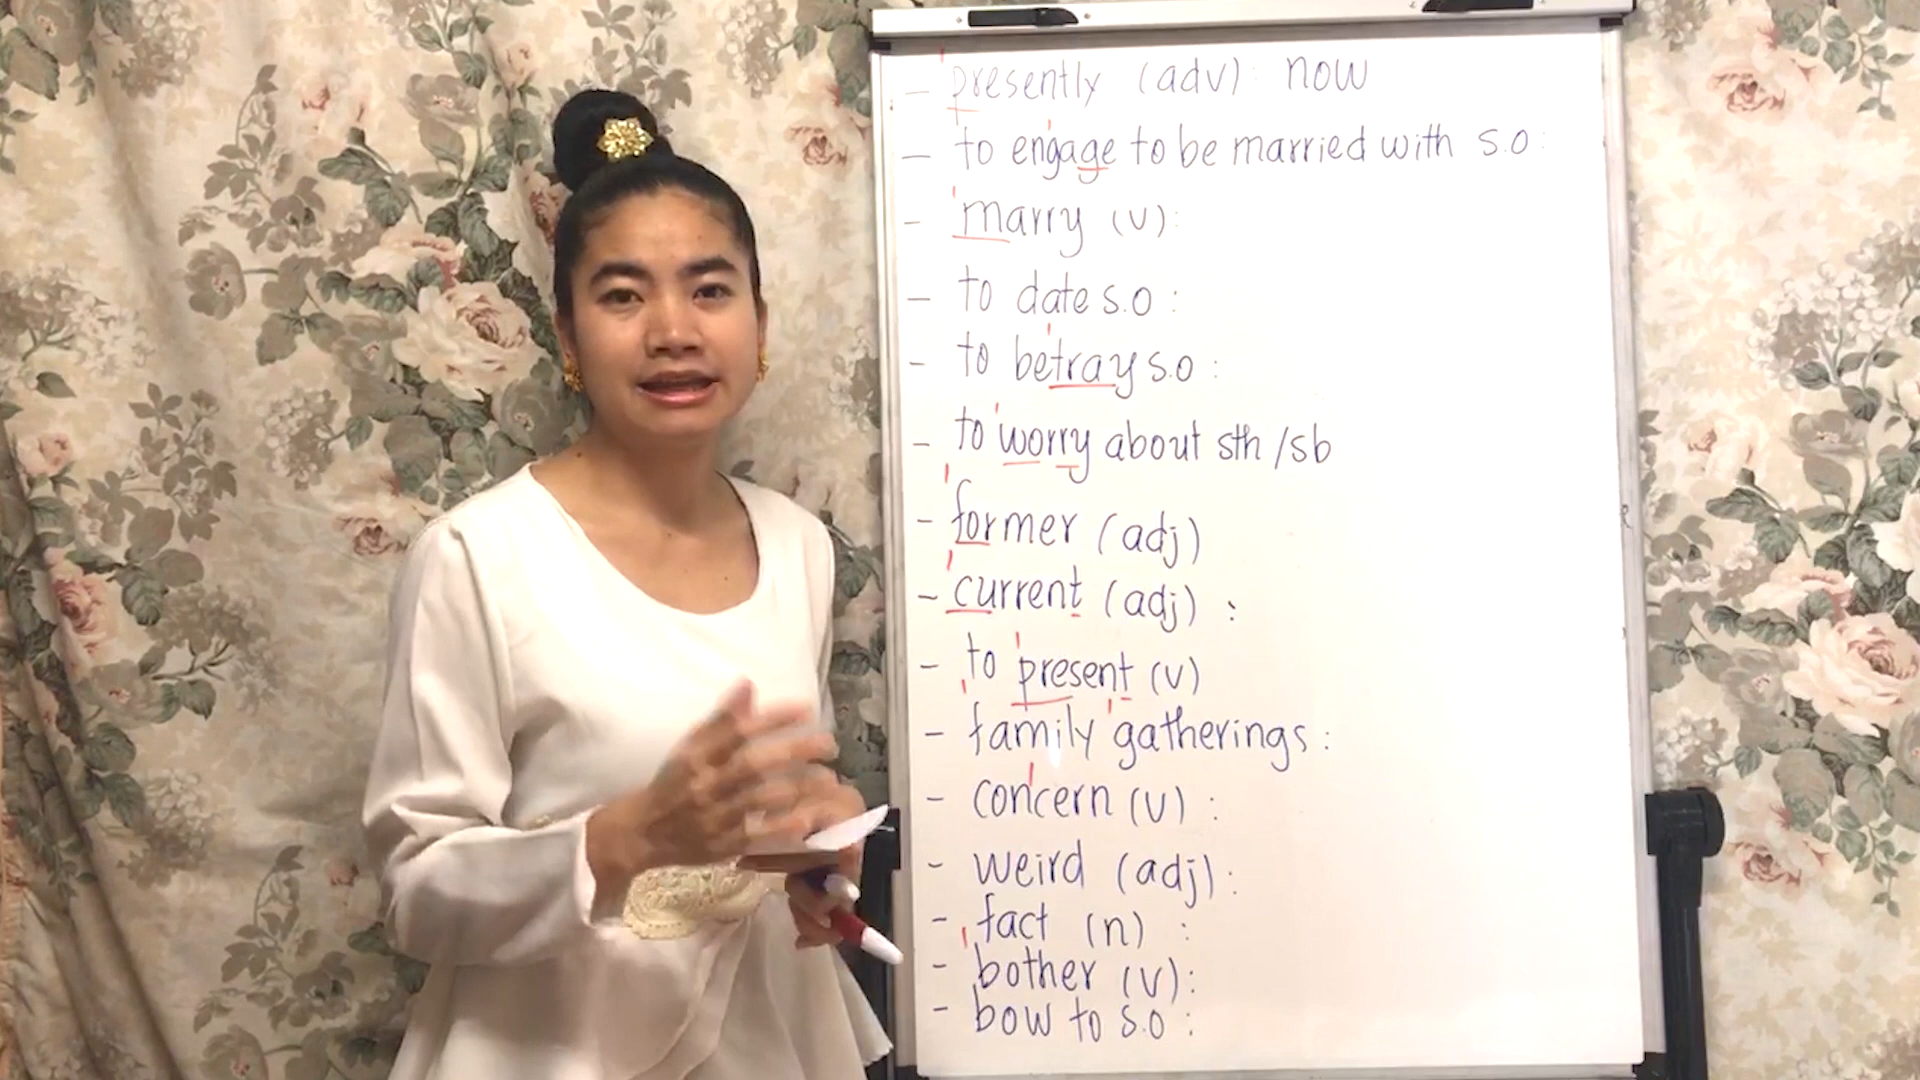 - presently (adv): now
- to engage to be married with s.o:
- marry (v):
- to date s.o:
- to betray s.o:
- to worry about sth/sb
- former (adj)
- current (adj):
- to present (v)
- family gatherings:
- concern (v):
- weird (adj):
- fact (n):
- bother (v):
- bow to s.o: